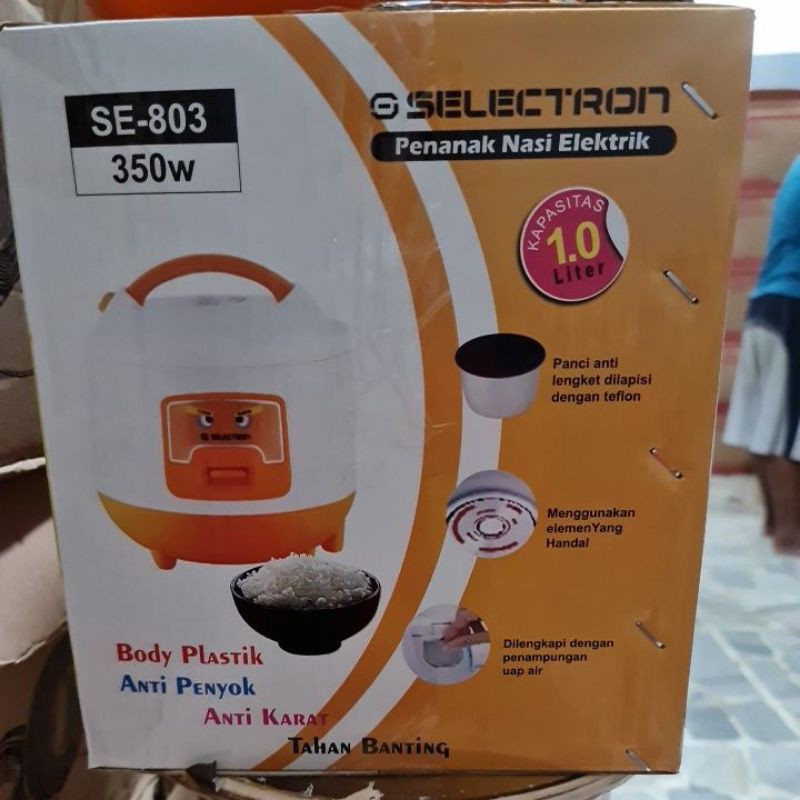 SE-803
350w
SELECTRON
Penanak Nasi Elektrik
KAPASITAS
1.0
Liter
Panci anti
lengket dilapisi
dengan teflon
SELECTRON
Menggunakan
elemenYang
Handal
Dilengkapi dengan
penampungan
uap air
Body Plastik
Anti Penyok
Anti Karat
Tahan Banting